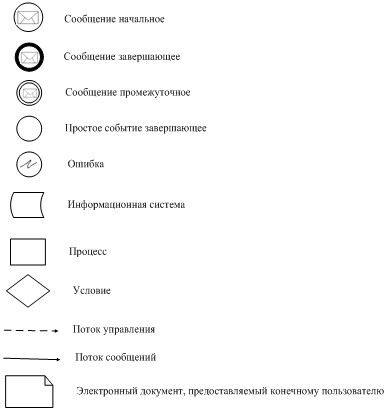 Сообщение начальное
Сообщение завершающее
Сообщение промежуточное
Простое событие завершающее
Ошибка
Информационная система
Процесс
Условие
Поток управления
Поток сообщений
Электронный документ, предоставляемый конечному пользователю